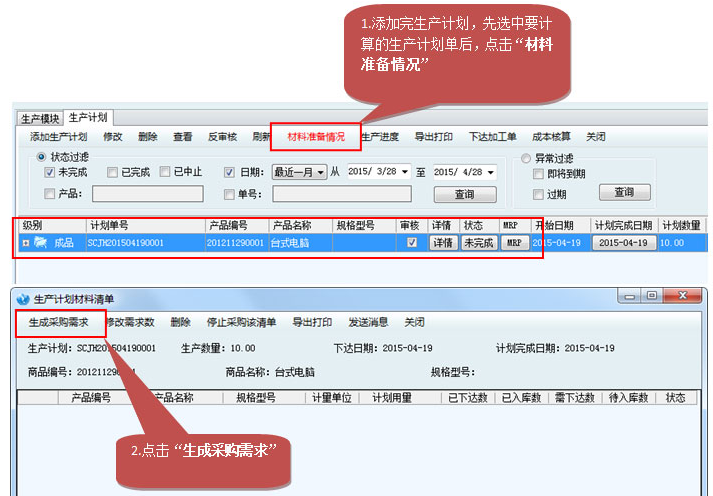 1.添加完生产计划，先选中要计
算的生产计划单后，点击“材料
准备情况”
生产模块 生产计划
添加生产计划 修改 删除 查看 反审核 刷新 材料准备情况 生产进度 导出打印 下达加工单 成本核算 关闭
状态过滤 异常过滤
未完成 已完成 已中止 日期： 最近一月 从 2015/ 3/28 至 2015/ 4/28 即将到期
产品： 单号： 查询 过期 查询
级别 计划单号 产品编号 产品名称 规格型号 审核 详情 状态 MRP 开始日期 计划完成日期 计划数量
成品 SCJH201504190001 201211290001 台式电脑 详情 未完成 MRP 2015-04-19 2015-04-19 10.00
生产计划材料清单
生成采购需求 修改需求数 删除 停止采购该清单 导出打印 发送消息 关闭
生产计划：SCJH201504190001 生产数量：10.00 下达日期：2015-04-19 计划完成日期：2015-04-19
商品编号：201211290001 商品名称：台式电脑 规格型号：
产品编号 产品名称 规格型号 计量单位 计划用量 已下达数 已入库数 需下达数 待入库数 状态
2.点击“生成采购需求”